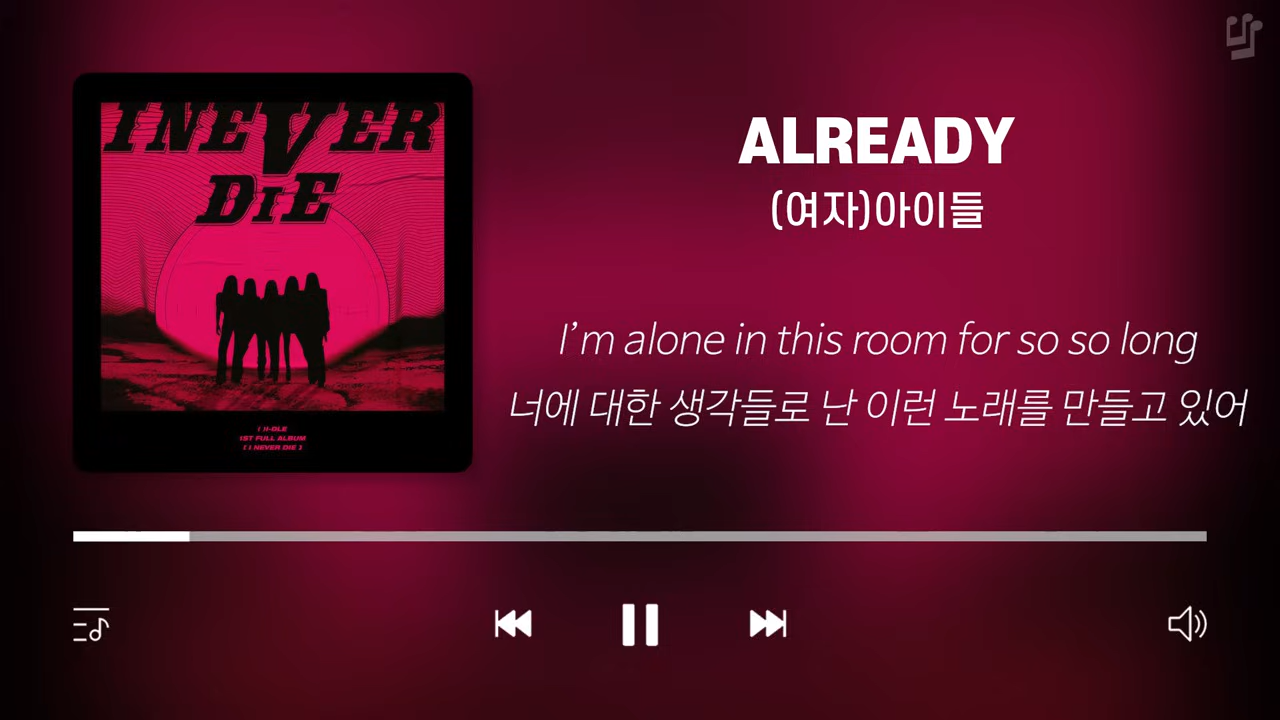 I NEVER
DIE
1ST FULL ALBUM
[ I NEVER DIE ]
ALREADY
(여자)아이들
I’m alone in this room for so so long
너에 대한 생각들로 난 이런 노래를 만들고 있어